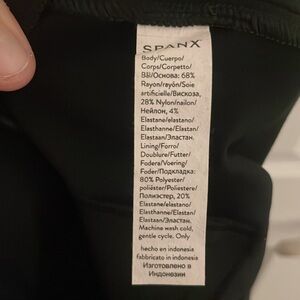 SPANX
Body/Cuerpo/
Corps/Corpetto/
Bål/Основа: 68%
Rayon/rayón/Soie
artificielle/Вискоза,
28% Nylon/nailon/
Нейлон, 4%
Elastane/elastano/
Elasthanne/Elastan/
Elastaan/Эластан.
Lining/Forro/
Doublure/Futter/
Fodera/Voering/
Foder/Подкладка:
80% Polyester/
poliéster/Poliestere/
Полиэстер, 20%
Elastane/elastano/
Elasthanne/Elastan/
Elastaan/Эластан.
Machine wash cold,
gentle cycle. Only
hecho en indonesia
fabbricato in indonesia
Изготовлено в
Индонезии